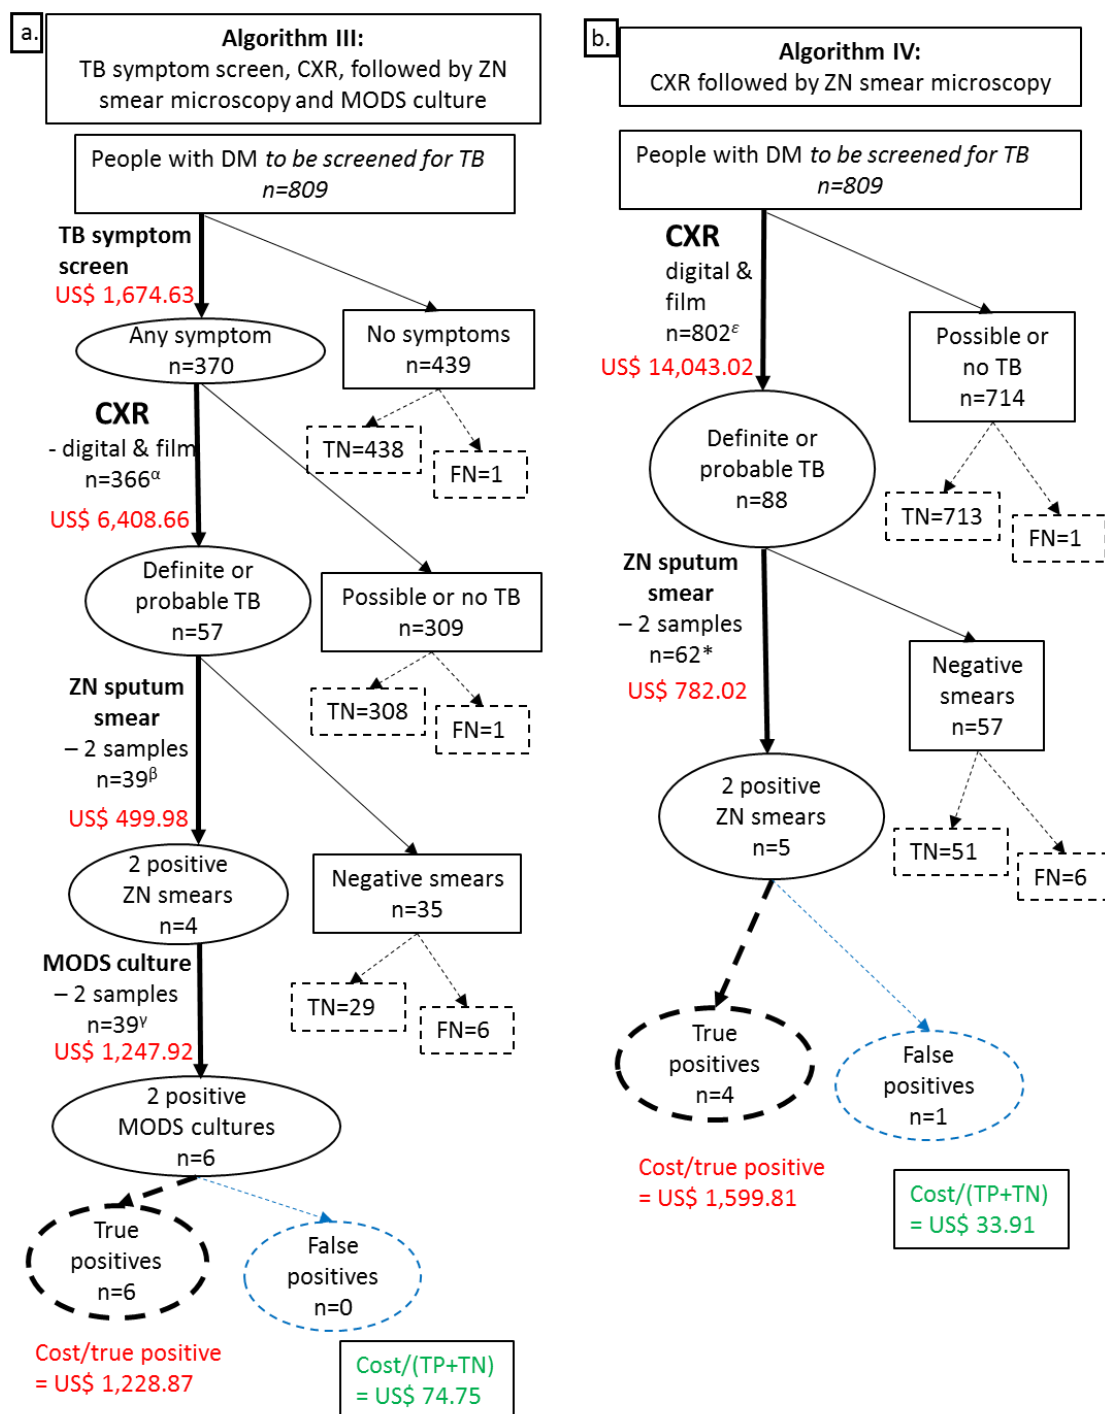 a.
Algorithm III:
TB symptom screen, CXR, followed by ZN
smear microscopy and MODS culture
People with DM to be screened for TB
n=809
TB symptom
screen
US$ 1,674.63
Any symptom
n=370
No symptoms
n=439
TN=438
FN=1
CXR
- digital & film
n=366α
US$ 6,408.66
Definite or
probable TB
n=57
Possible or no TB
n=309
TN=308
FN=1
ZN sputum
smear
– 2 samples
n=39β
US$ 499.98
2 positive
ZN smears
n=4
Negative smears
n=35
TN=29
FN=6
MODS culture
– 2 samples
n=39γ
US$ 1,247.92
2 positive
MODS cultures
n=6
True
positives
n=6
False
positives
n=0
Cost/true positive
= US$ 1,228.87
Cost/(TP+TN)
= US$ 74.75
b.
Algorithm IV:
CXR followed by ZN smear microscopy
People with DM to be screened for TB
n=809
CXR
digital &
film
n=802ε
US$ 14,043.02
Possible or
no TB
n=714
TN=713
FN=1
Definite or
probable TB
n=88
ZN sputum
smear
– 2 samples
n=62*
US$ 782.02
Negative
smears
n=57
TN=51
FN=6
2 positive
ZN smears
n=5
True
positives
n=4
False
positives
n=1
Cost/true positive
= US$ 1,599.81
Cost/(TP+TN)
= US$ 33.91